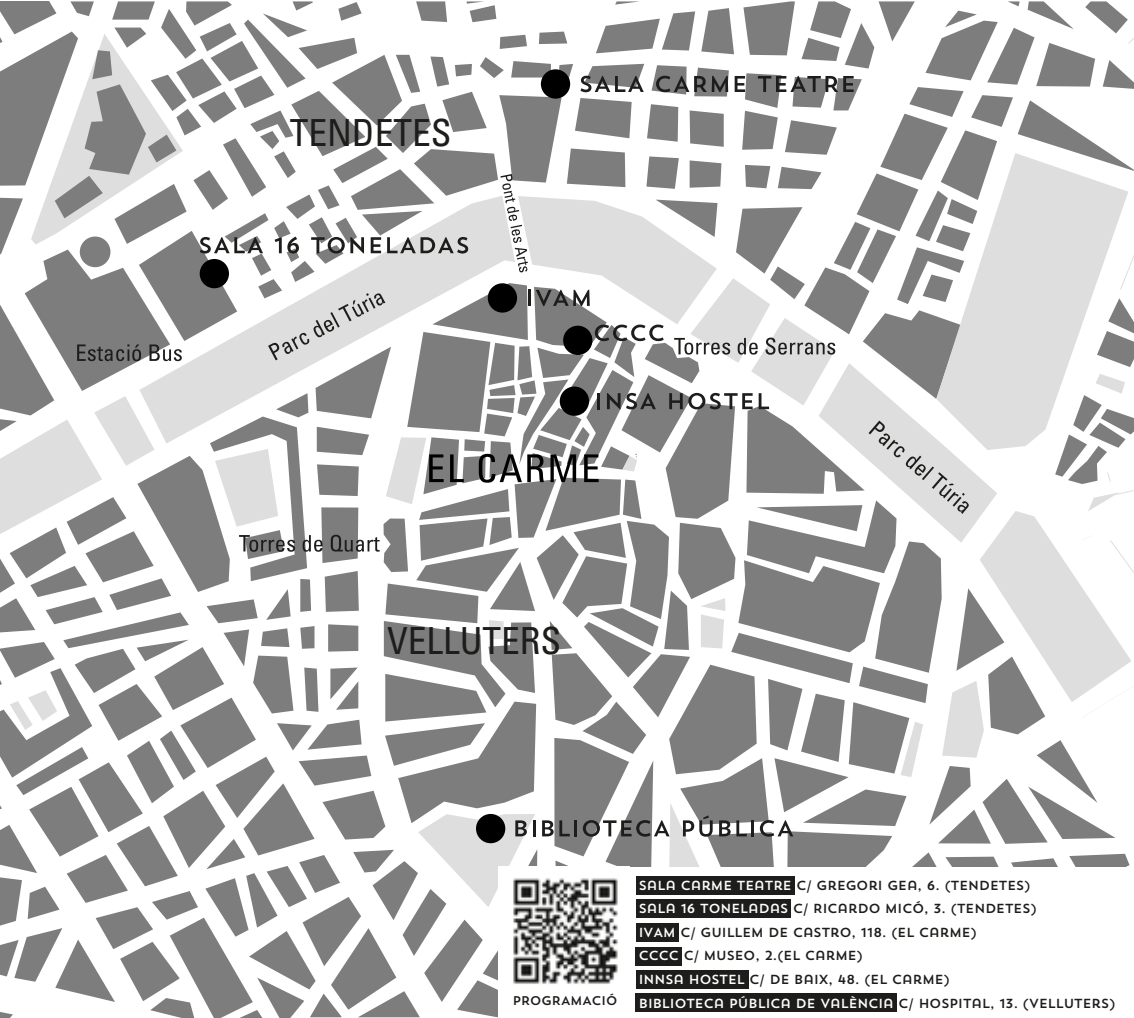 SALA CARME TEATRE
TENDETES
Pont de les Arts
SALA 16 TONELADAS
IVAM
Parc del Túria
CCCC
Torres de Serrans
Estació Bus
INSA HOSTEL
Parc del Túria
EL CARME
Torres de Quart
VELLUTERS
BIBLIOTECA PÚBLICA
PROGRAMACIÓ
SALA CARME TEATRE C/ GREGORI GEA, 6. (TENDETES)
SALA 16 TONELADAS C/ RICARDO MICÓ, 3. (TENDETES)
IVAM C/ GUILLEM DE CASTRO, 118. (EL CARME)
CCCC C/ MUSEO, 2.(EL CARME)
INNSA HOSTEL C/ DE BAIX, 48. (EL CARME)
BIBLIOTECA PÚBLICA DE VALÈNCIA C/ HOSPITAL, 13. (VELLUTERS)